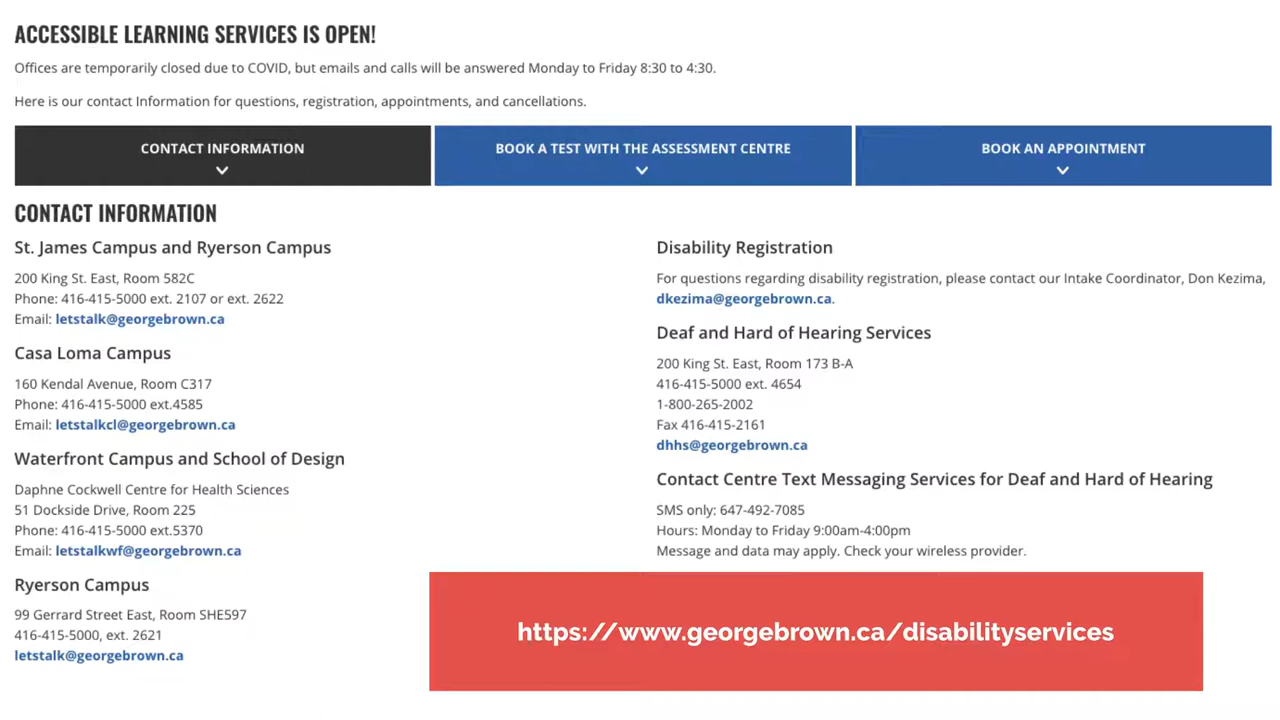 ACCESSIBLE LEARNING SERVICES IS OPEN!
Offices are temporarily closed due to COVID, but emails and calls will be answered Monday to Friday 8:30 to 4:30.
Here is our contact Information for questions, registration, appointments, and cancellations.
CONTACT INFORMATION
BOOK A TEST WITH THE ASSESSMENT CENTRE
BOOK AN APPOINTMENT
CONTACT INFORMATION
St. James Campus and Ryerson Campus
200 King St. East, Room 582C
Phone: 416-415-5000 ext. 2107 or ext. 2622
Email: letstalk@georgebrown.ca
Casa Loma Campus
160 Kendal Avenue, Room C317
Phone: 416-415-5000 ext.4585
Email: letstalkcl@georgebrown.ca
Waterfront Campus and School of Design
Daphne Cockwell Centre for Health Sciences
51 Dockside Drive, Room 225
Phone: 416-415-5000 ext.5370
Email: letstalkwf@georgebrown.ca
Ryerson Campus
99 Gerrard Street East, Room SHE597
416-415-5000, ext. 2621
letstalk@georgebrown.ca
Disability Registration
For questions regarding disability registration, please contact our Intake Coordinator, Don Kezima,
dkezima@georgebrown.ca.
Deaf and Hard of Hearing Services
200 King St. East, Room 173 B-A
416-415-5000 ext. 4654
1-800-265-2002
Fax 416-415-2161
dhhs@georgebrown.ca
Contact Centre Text Messaging Services for Deaf and Hard of Hearing
SMS only: 647-492-7085
Hours: Monday to Friday 9:00am-4:00pm
Message and data may apply. Check your wireless provider.
https://www.georgebrown.ca/disabilityservices